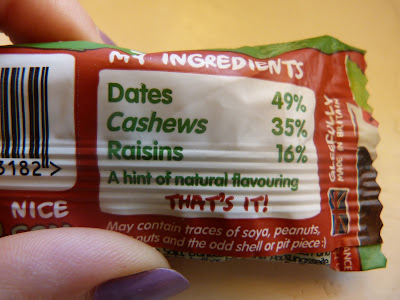 MY INGREDIENTS
Dates 49%
Cashews 35%
Raisins 16%
A hint of natural flavouring
THAT'S IT!
May contain traces of soya, peanuts,
nuts and the odd shell or pit piece :)
3182 >
NICE
GLEEFULLY
MADE IN BRITAIN